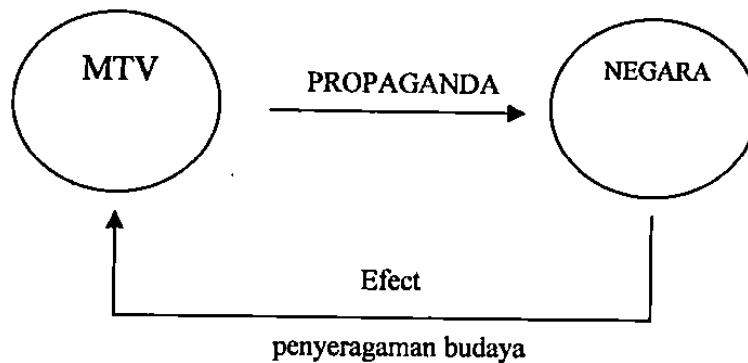 MTV
PROPAGANDA
NEGARA
Efect
penyeragaman budaya